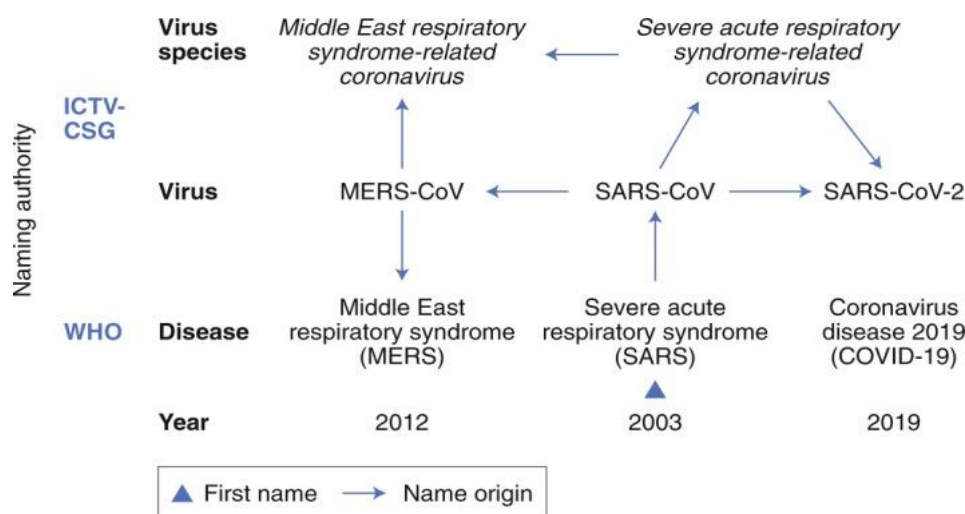 Naming authority
Virus
species
Middle East respiratory
syndrome-related
coronavirus
Severe acute respiratory
syndrome-related
coronavirus
ICTV-
CSG
Virus
MERS-CoV
SARS-CoV
SARS-CoV-2
WHO
Disease
Middle East
respiratory syndrome
(MERS)
Severe acute
respiratory syndrome
(SARS)
Coronavirus
disease 2019
(COVID-19)
Year
2012
2003
2019
First name
Name origin